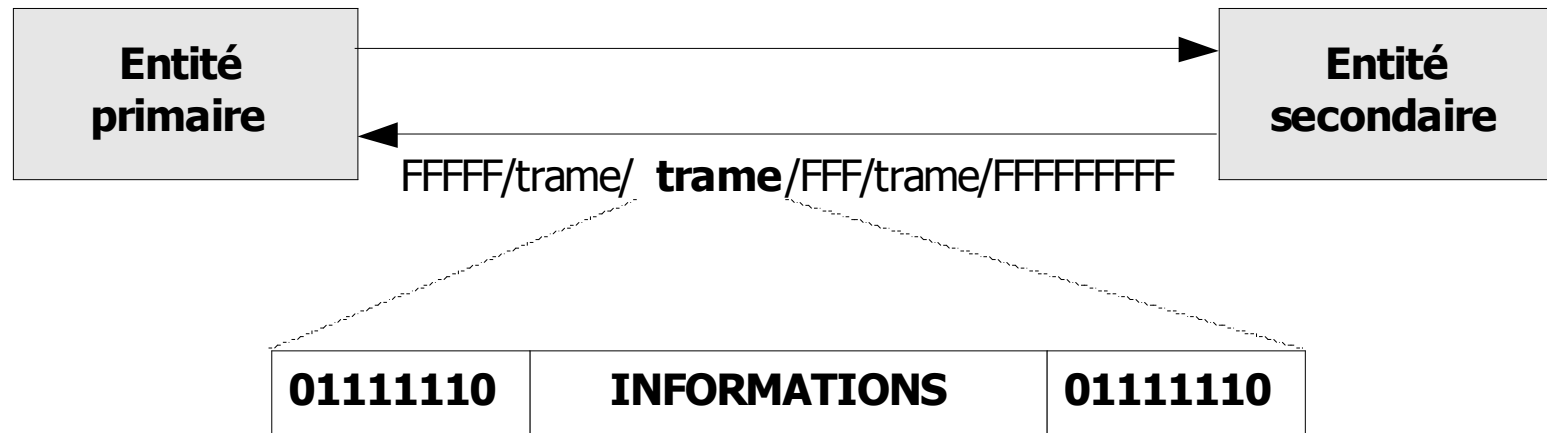 Entité
primaire
Entité
secondaire
FFFFF/trame/ trame/FFF/trame/FFFFFFFFF
01111110 INFORMATIONS 01111110